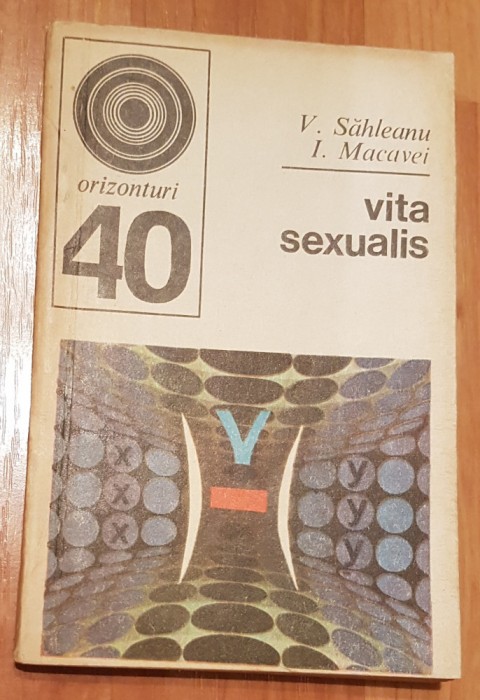 orizonturi
40
V. Săhleanu
I. Macavei
vita
sexualis
V
x
x
x
y
y
y